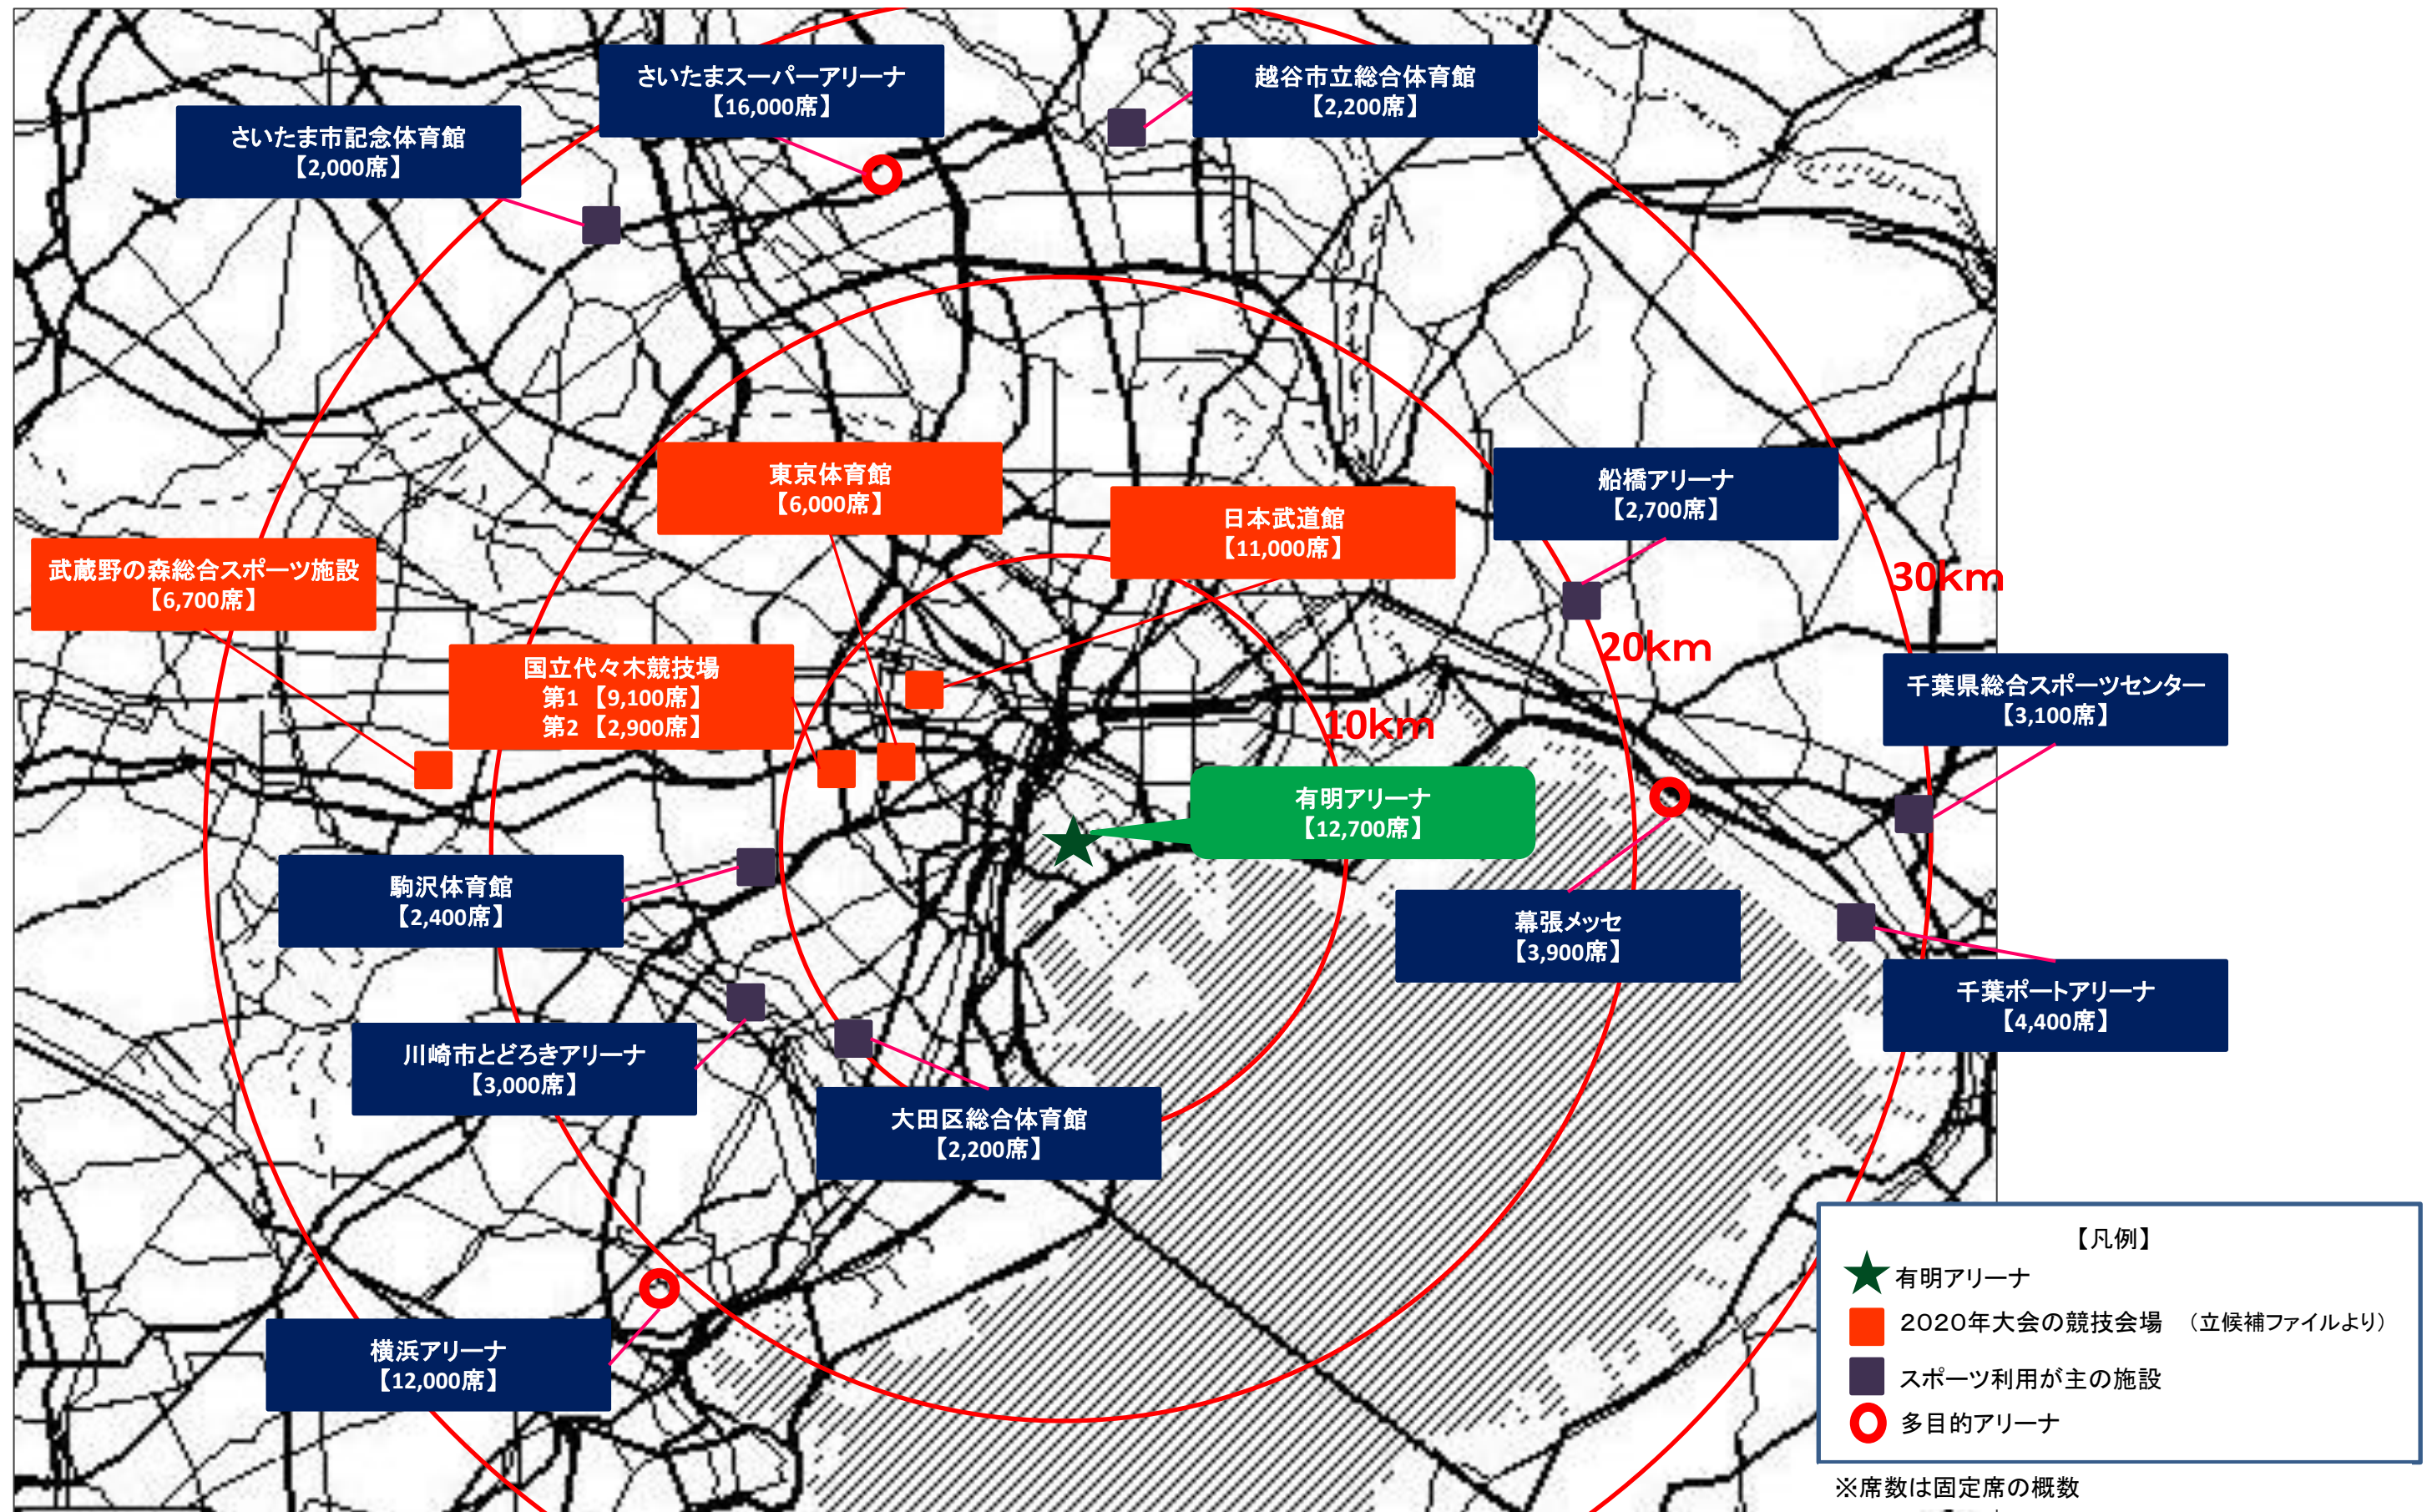 さいたまスーパーアリーナ
【16,000席】
越谷市立総合体育館
【2,200席】
さいたま市記念体育館
【2,000席】
東京体育館
【6,000席】
日本武道館
【11,000席】
船橋アリーナ
【2,700席】
武蔵野の森総合スポーツ施設
【6,700席】
30km
20km
国立代々木競技場
第1 【9,100席】
第2 【2,900席】
千葉県総合スポーツセンター
【3,100席】
10km
有明アリーナ
【12,700席】
駒沢体育館
【2,400席】
幕張メッセ
【3,900席】
千葉ポートアリーナ
【4,400席】
川崎市とどろきアリーナ
【3,000席】
大田区総合体育館
【2,200席】
横浜アリーナ
【12,000席】
【凡例】
有明アリーナ
2020年大会の競技会場 （立候補ファイルより）
スポーツ利用が主の施設
多目的アリーナ
※席数は固定席の概数